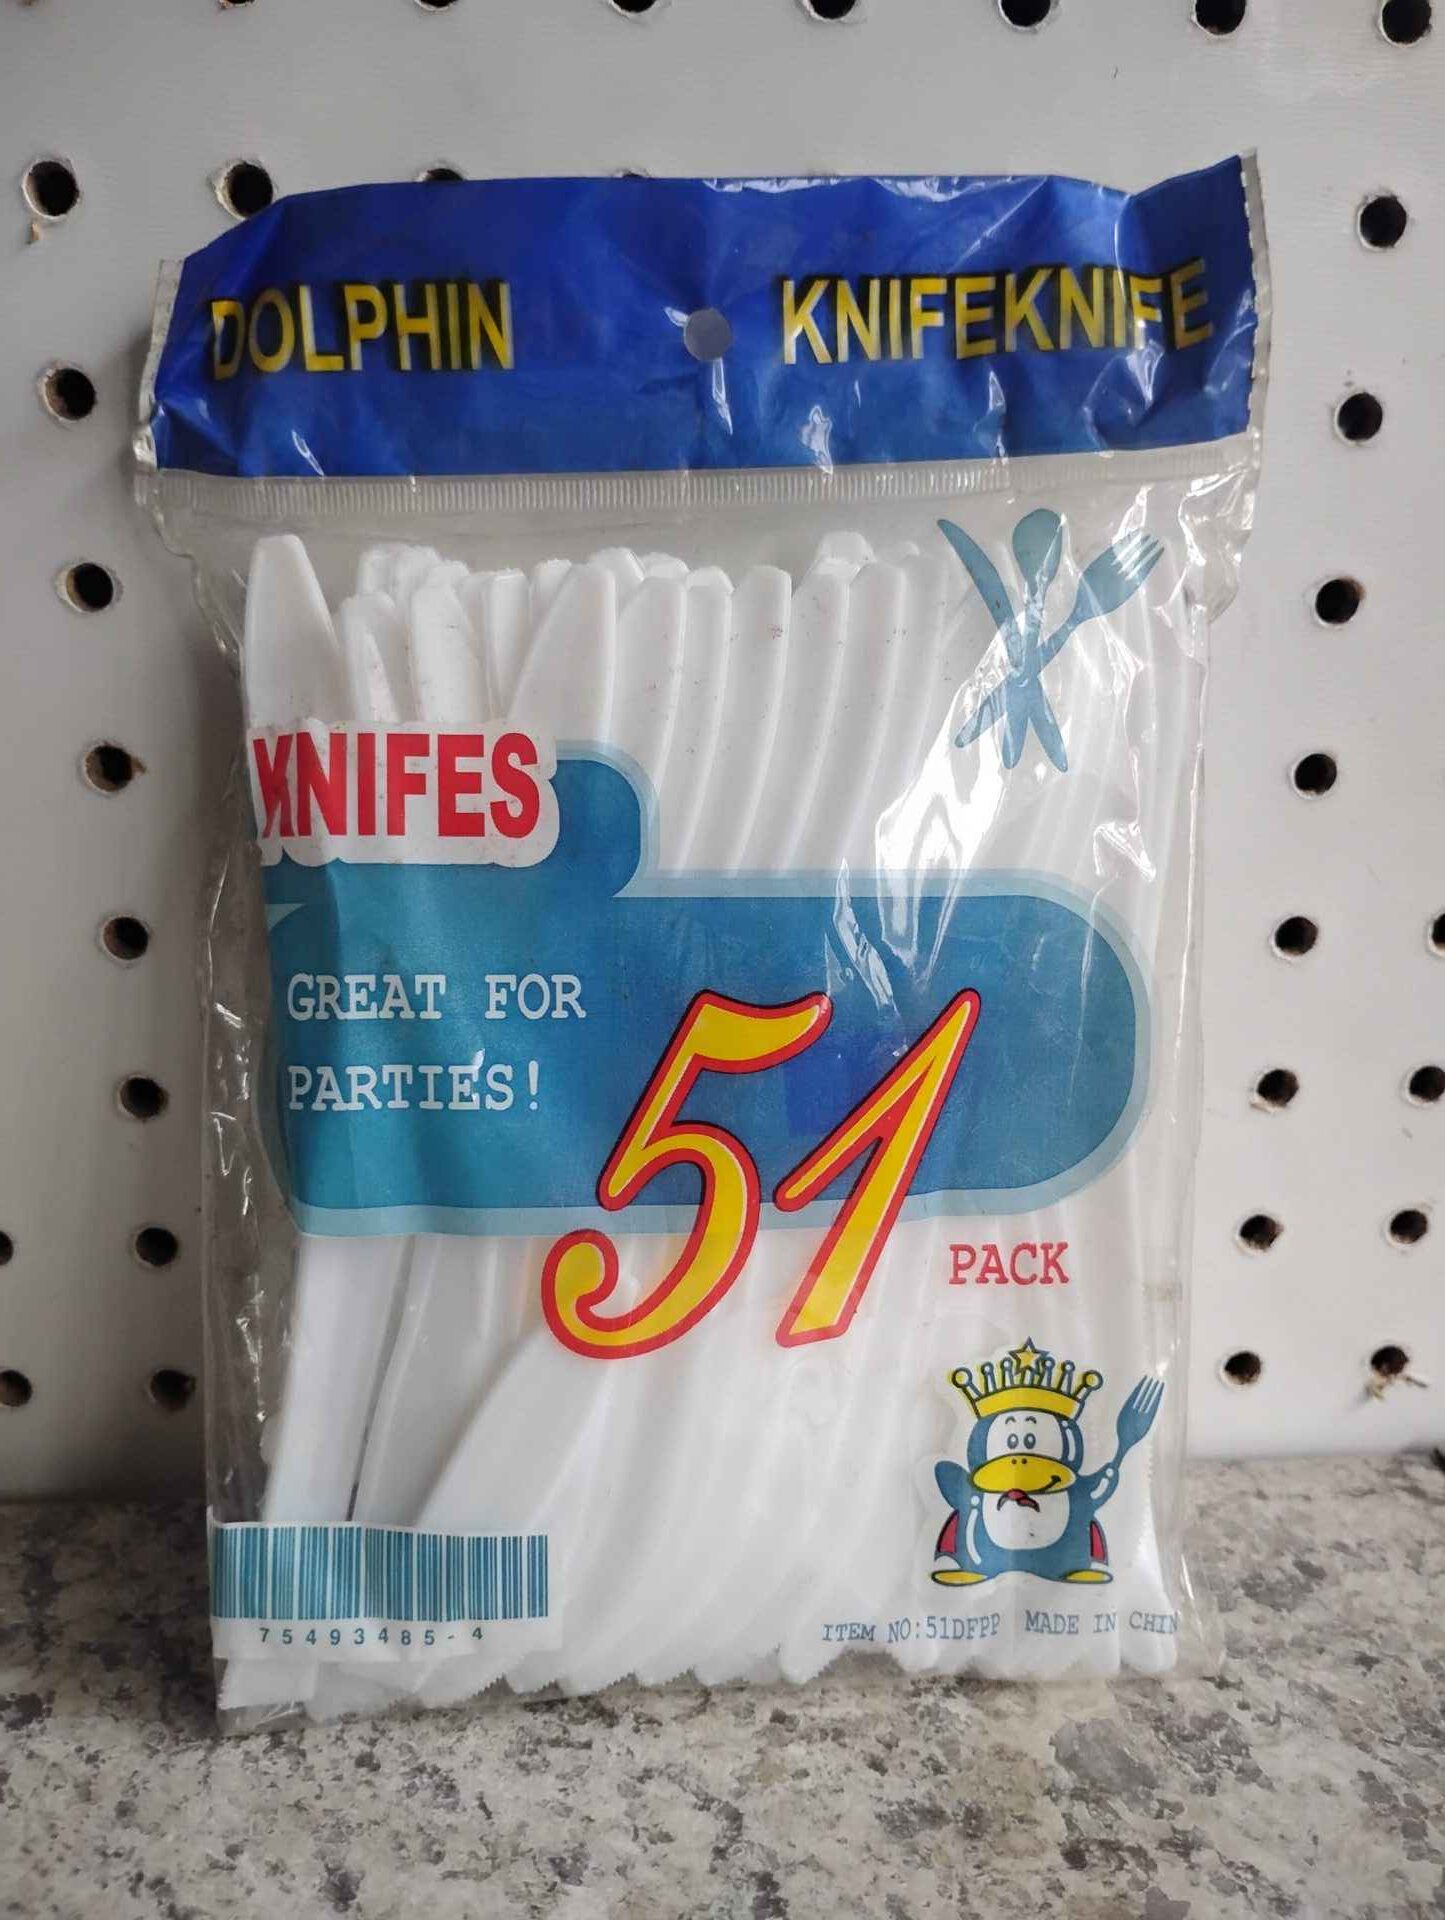 DOLPHIN KNIFEKNIFE
KNIFES
GREAT FOR
PARTIES!
51
PACK
75493485-4
ITEM NO:51DFPP MADE IN CHIN